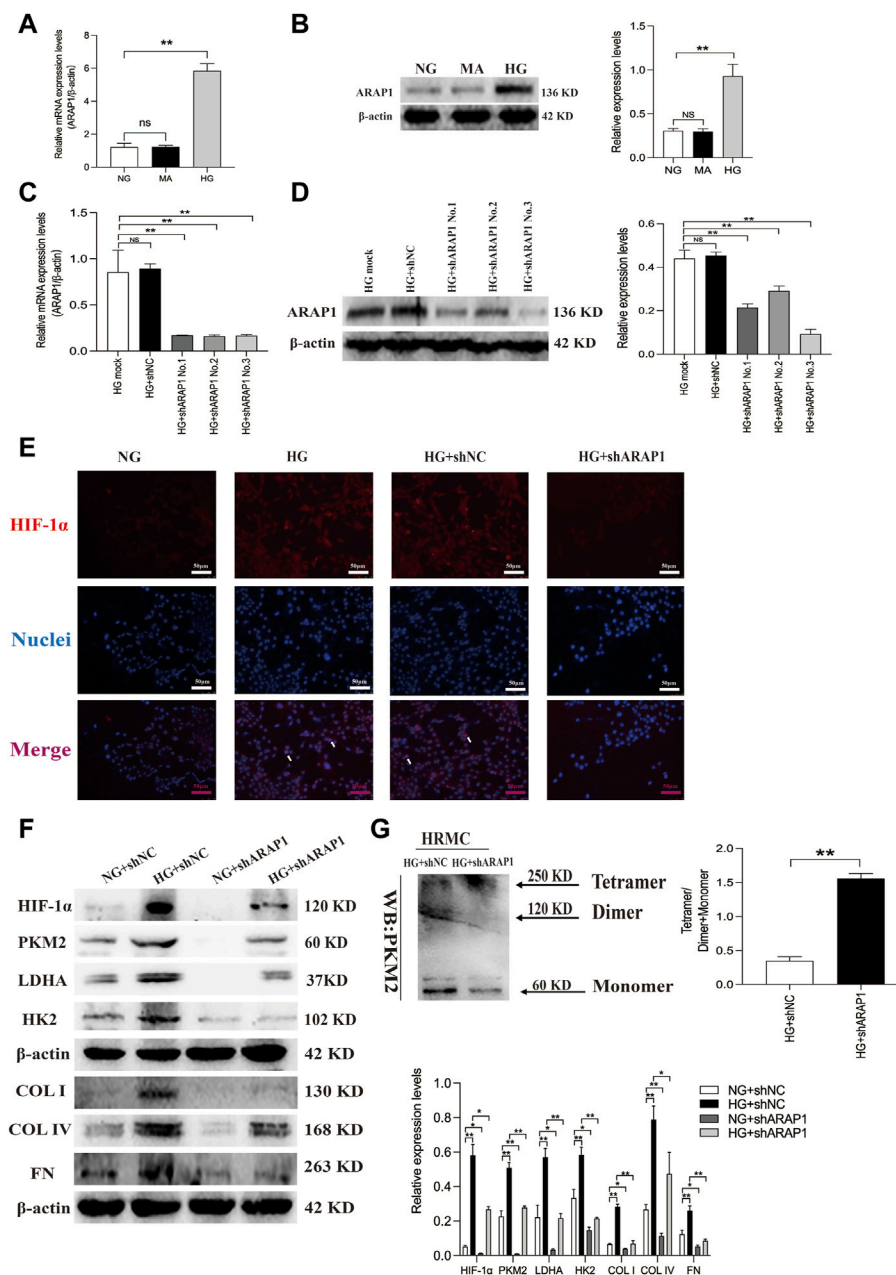 A
Relative mRNA expression levels
(ARAP1/β-actin)
8
6
4
2
0
**
ns
NG MA HG
B
NG MA HG
ARAP1 136 KD
β-actin 42 KD
Relative expression levels
1.5
1.0
0.5
0.0
**
NS
NG MA HG
C
Relative mRNA expression levels
(ARAP1/β-actin)
1.5
1.0
0.5
0.0
**
**
**
NS
HG mock
HG+shNC
HG+shARAP1 No.1
HG+shARAP1 No.2
HG+shARAP1 No.3
D
HG mock
HG+shNC
HG+shARAP1 No.1
HG+shARAP1 No.2
HG+shARAP1 No.3
ARAP1 136 KD
β-actin 42 KD
Relative expression levels
0.6
0.4
0.2
0.0
**
**
**
NS
HG mock
HG+shNC
HG+shARAP1 No.1
HG+shARAP1 No.2
HG+shARAP1 No.3
E
NG HG HG+shNC HG+shARAP1
HIF-1α
50μm 50μm 50μm 50μm
Nuclei
50μm 50μm 50μm 50μm
Merge
50μm 50μm 50μm 50μm
F
NG+shNC HG+shNC NG+shARAP1 HG+shARAP1
HIF-1α 120 KD
PKM2 60 KD
LDHA 37KD
HK2 102 KD
β-actin 42 KD
COL I 130 KD
COL IV 168 KD
FN 263 KD
β-actin 42 KD
G
HRMC
HG+shNC HG+shARAP1
WB:PKM2
250 KD Tetramer
120 KD Dimer
60 KD Monomer
Tetramer/
Dimer+Monomer
2.0
1.5
1.0
0.5
0.0
**
HG+shNC
HG+shARAP1
Relative expression levels
1.0
0.8
0.6
0.4
0.2
0.0
* * **
** ** **
** * **
** * **
** * **
** ** *
** * **
HIF-1α PKM2 LDHA HK2 COL I COL IV FN
NG+shNC
HG+shNC
NG+shARAP1
HG+shARAP1